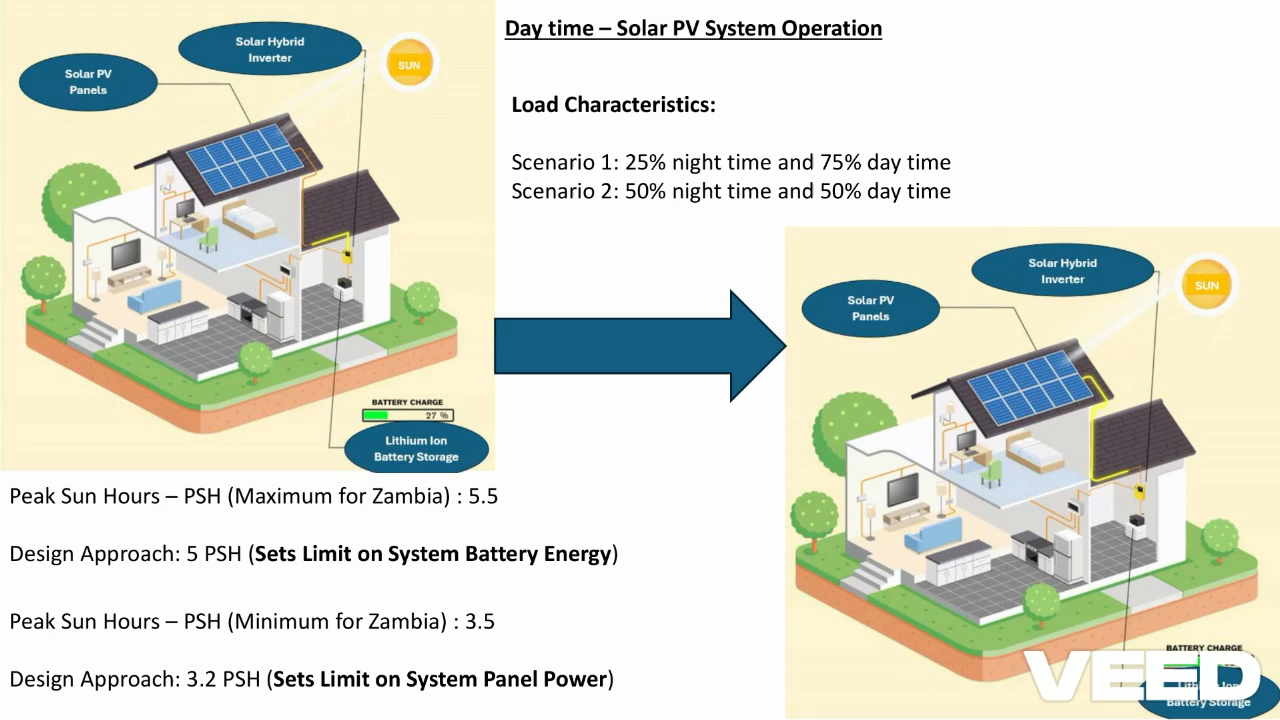 Day time – Solar PV System Operation
Solar Hybrid
Inverter
SUN
Solar PV
Panels
Load Characteristics:
Scenario 1: 25% night time and 75% day time
Scenario 2: 50% night time and 50% day time
BATTERY CHARGE
27 %
Lithium Ion
Battery Storage
Solar Hybrid
Inverter
SUN
Solar PV
Panels
Peak Sun Hours – PSH (Maximum for Zambia) : 5.5
Design Approach: 5 PSH (Sets Limit on System Battery Energy)
Peak Sun Hours – PSH (Minimum for Zambia) : 3.5
Design Approach: 3.2 PSH (Sets Limit on System Panel Power)
BATTERY CHARGE
VEED
Battery Storage